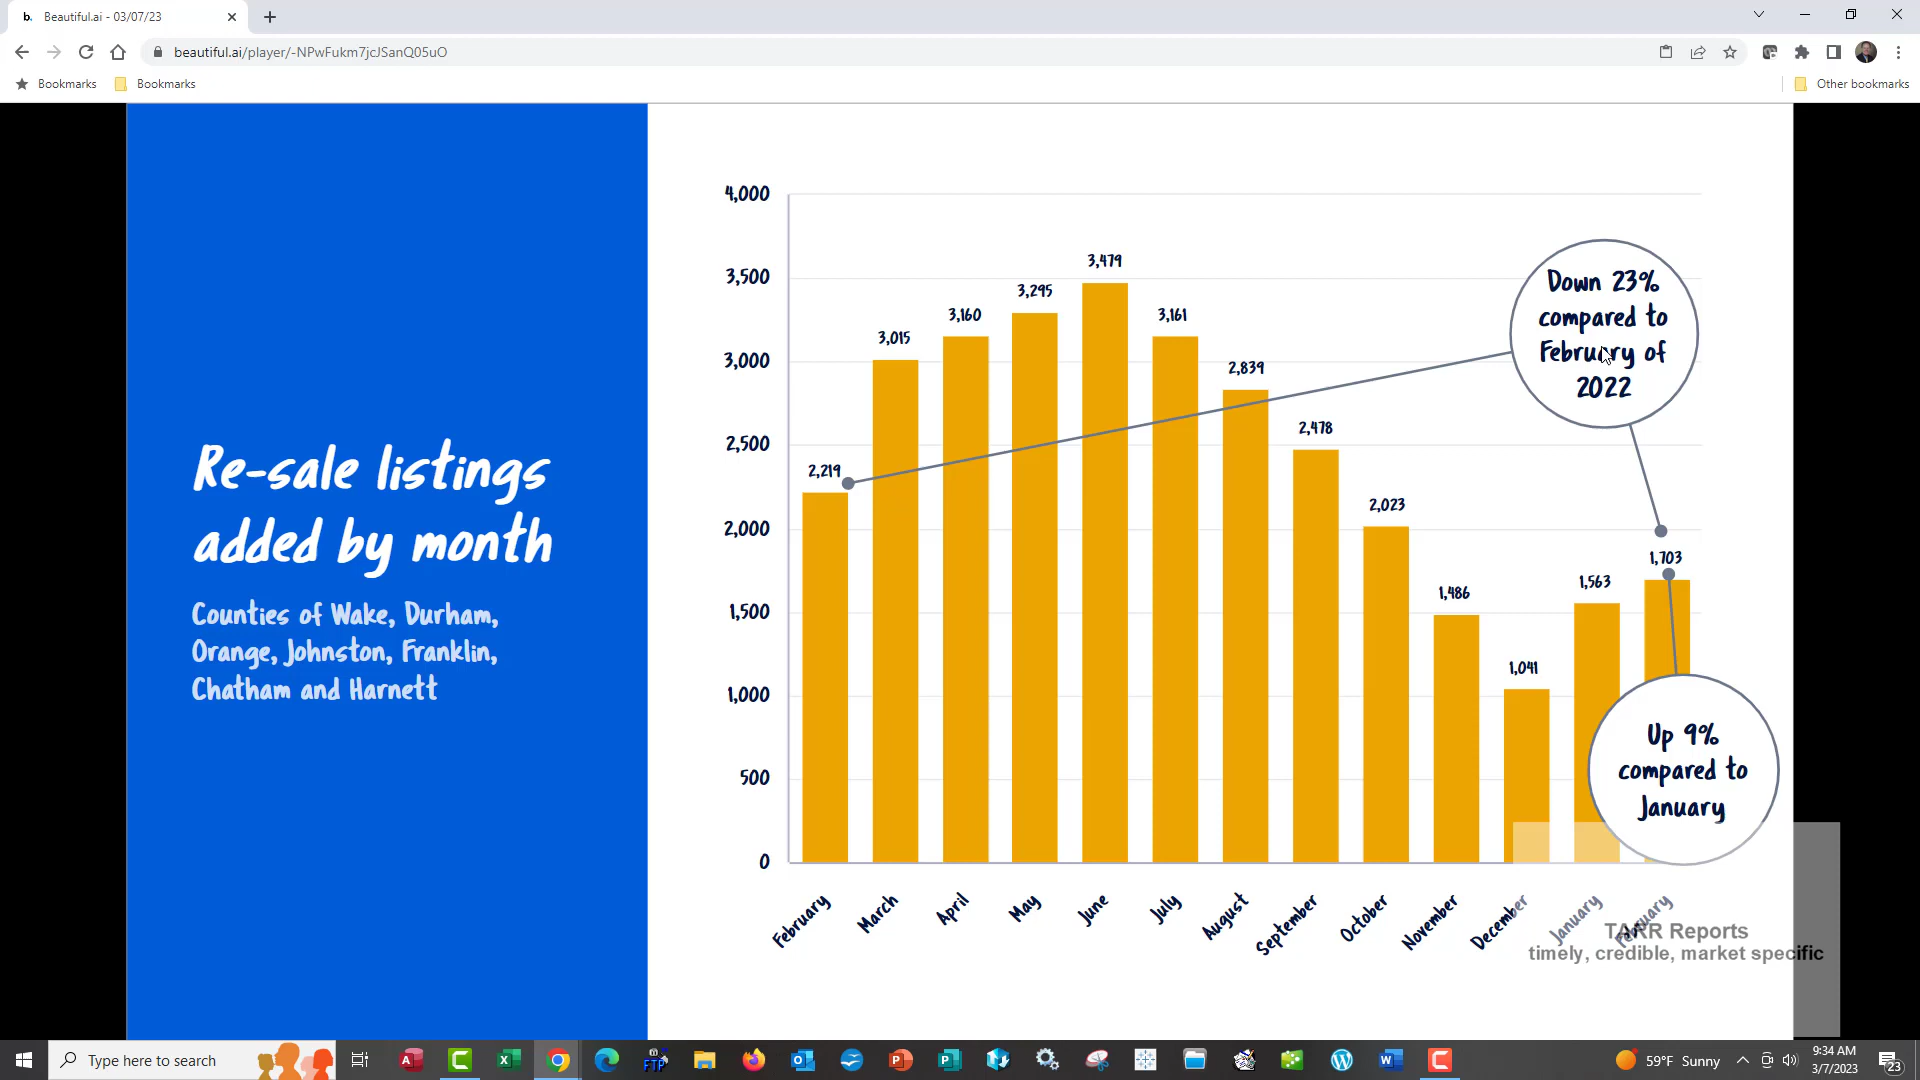 Beautiful.ai - 03/07/23
beautiful.ai/player/-NPwFukm7jcJSanQ05uO
Bookmarks
Bookmarks
Other bookmarks
Re-sale listings
added by month
Counties of Wake, Durham,
Orange, Johnston, Franklin,
Chatham and Harnett
4,000
3,500
3,000
2,500
2,000
1,500
1,000
500
0
2,219
3,015
3,160
3,295
3,479
3,161
2,839
2,478
2,023
1,486
1,041
1,563
1,703
Down 23%
compared to
February of
2022
Up 9%
compared to
January
February
March
April
May
June
July
August
September
October
November
December
January
February
TARR Reports
timely, credible, market specific
Type here to search
59°F Sunny
9:34 AM
3/7/2023
23